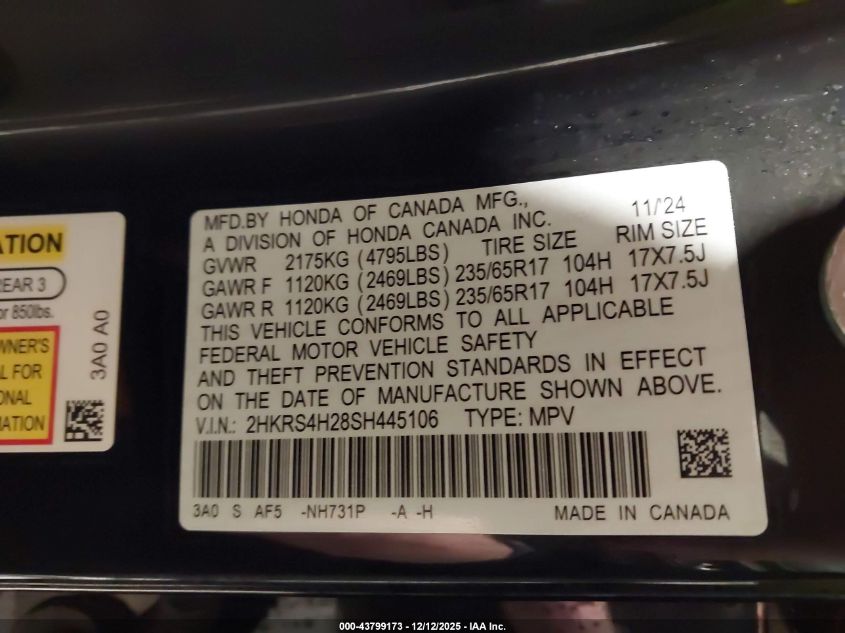 ATION
REAR 3
or 850lbs.
WNER'S
L FOR
ONAL
MATION
3A0 A0
MFD.BY HONDA OF CANADA MFG., 11/'24
A DIVISION OF HONDA CANADA INC.
GVWR 2175KG (4795LBS) TIRE SIZE RIM SIZE
GAWR F 1120KG (2469LBS) 235/65R17 104H 17X7.5J
GAWR R 1120KG (2469LBS) 235/65R17 104H 17X7.5J
THIS VEHICLE CONFORMS TO ALL APPLICABLE
FEDERAL MOTOR VEHICLE SAFETY
AND THEFT PREVENTION STANDARDS IN EFFECT
ON THE DATE OF MANUFACTURE SHOWN ABOVE.
V.I.N.: 2HKRS4H28SH445106 TYPE: MPV
3A0 S AF5 -NH731P -A -H MADE IN CANADA
000-43799173 - 12/12/2025 - IAA Inc.